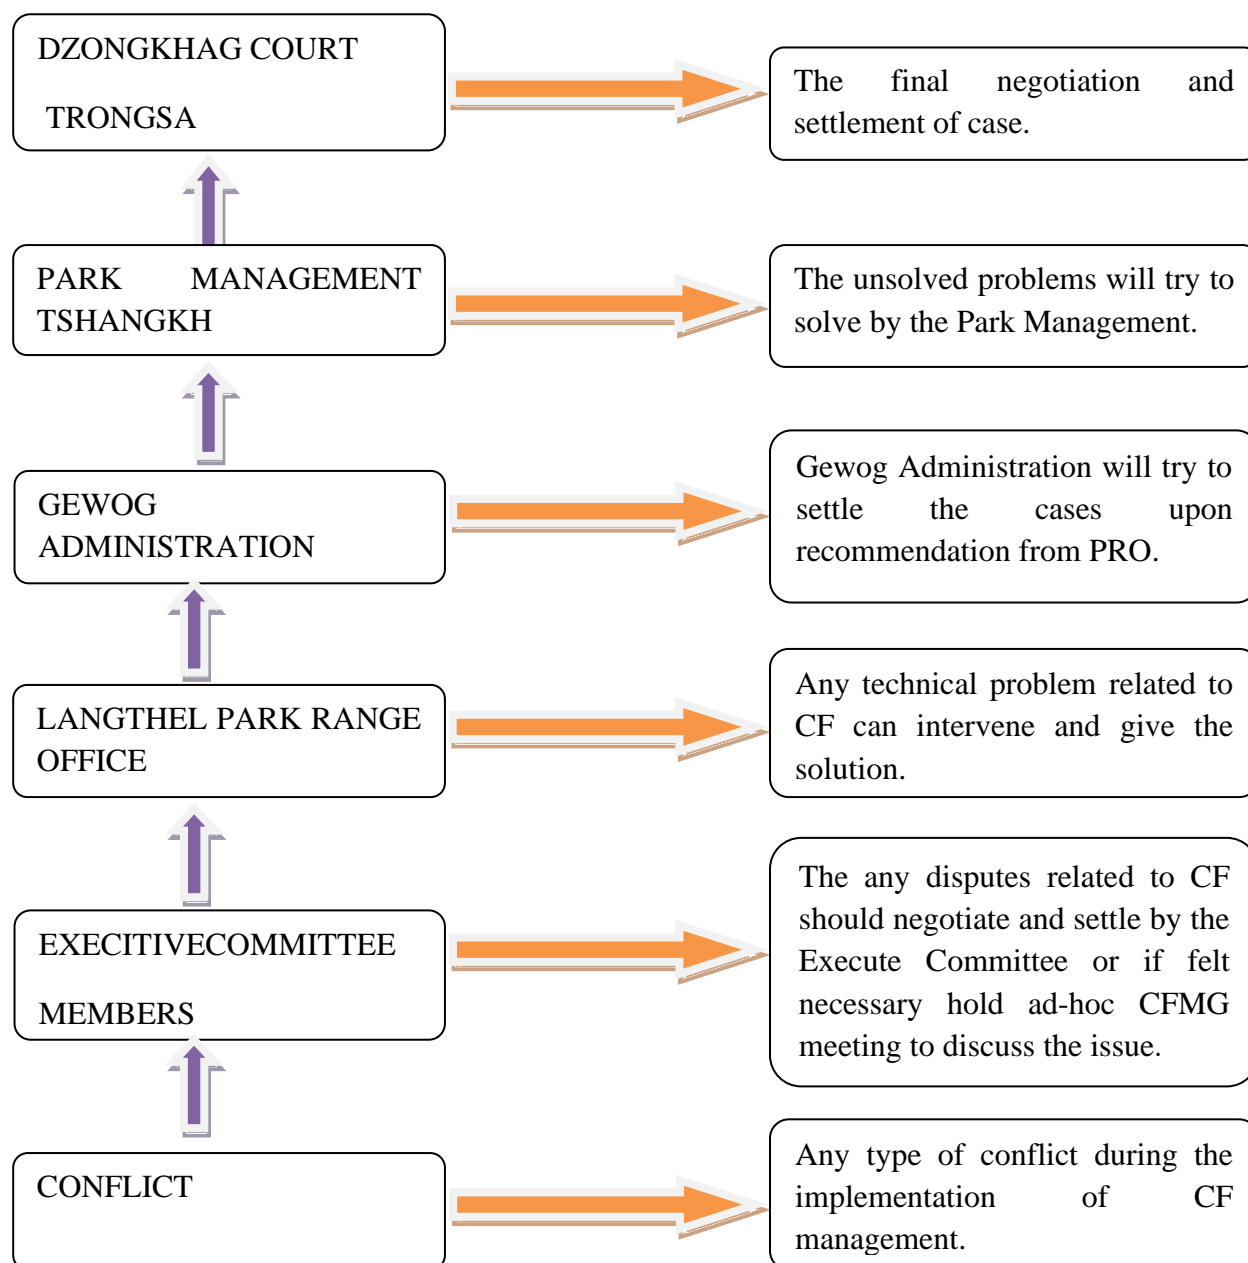 DZONGKHAG COURT
TRONGSA
The final negotiation and
settlement of case.
PARK MANAGEMENT
TSHANGKH
The unsolved problems will try to
solve by the Park Management.
GEWOG
ADMINISTRATION
Gewog Administration will try to
settle the cases upon
recommendation from PRO.
LANGTHEL PARK RANGE
OFFICE
Any technical problem related to
CF can intervene and give the
solution.
EXECITIVECOMMITTEE
MEMBERS
The any disputes related to CF
should negotiate and settle by the
Execute Committee or if felt
necessary hold ad-hoc CFMG
meeting to discuss the issue.
CONFLICT
Any type of conflict during the
implementation of CF
management.